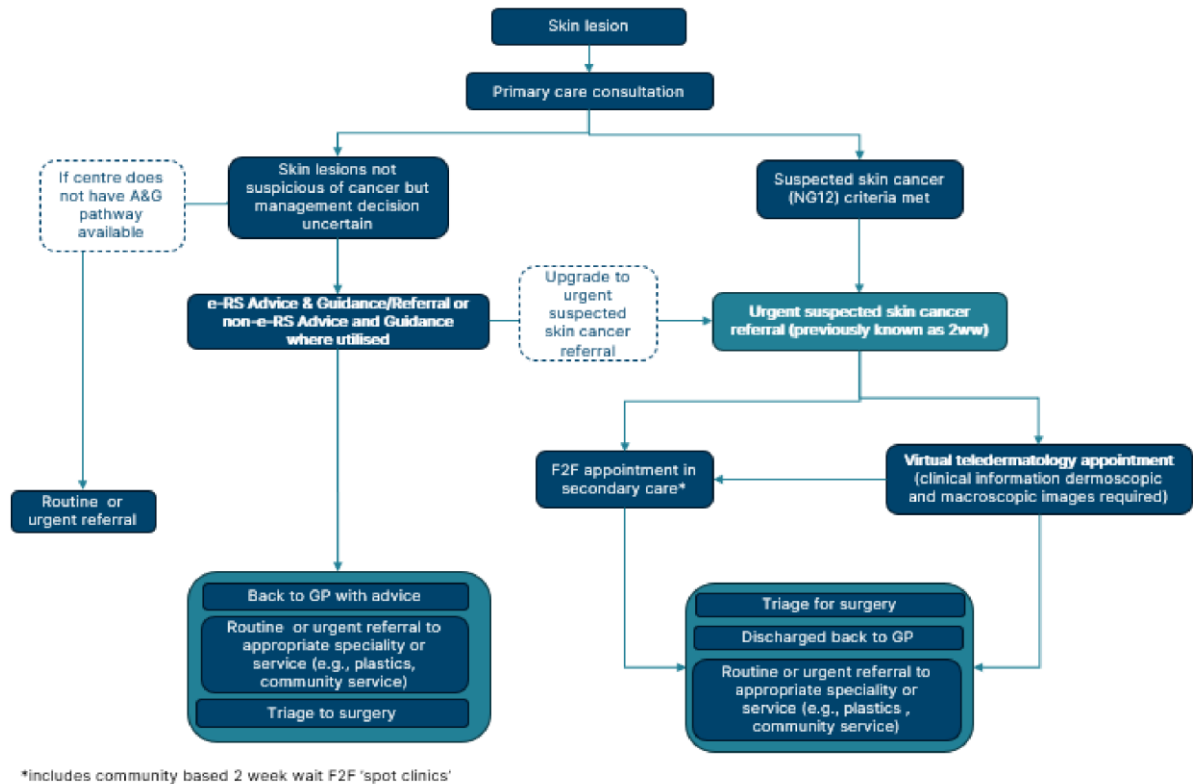 Skin lesion
Primary care consultation
If centre does
not have A&G
pathway
available
Skin lesions not
suspicious of cancer but
management decision
uncertain
Suspected skin cancer
(NG12) criteria met
e-RS Advice & Guidance/Referral or
non-e-RS Advice and Guidance
where utilised
Upgrade to
urgent
suspected
skin cancer
referral
Urgent suspected skin cancer
referral (previously known as 2ww)
Routine or
urgent referral
F2F appointment in
secondary care*
Virtual teledermatology appointment
(clinical information dermoscopic
and macroscopic images required)
Back to GP with advice
Routine or urgent referral to
appropriate speciality or
service (e.g., plastics,
community service)
Triage to surgery
Triage for surgery
Discharged back to GP
Routine or urgent referral to
appropriate speciality or
service (e.g., plastics ,
community service)
*includes community based 2 week wait F2F 'spot clinics'